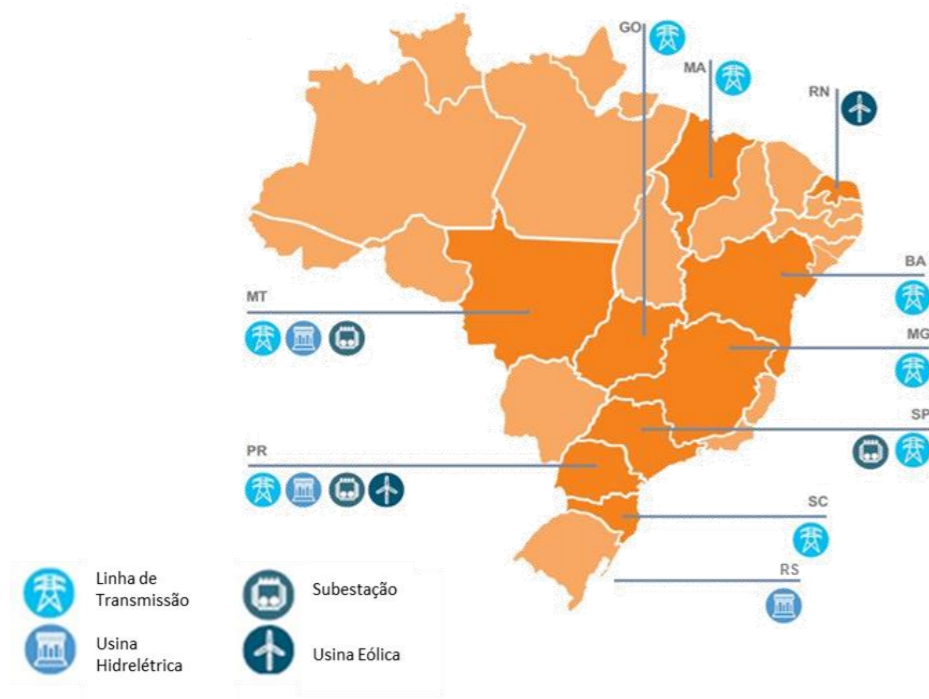 GO
MA
RN
BA
MT
MG
SP
PR
SC
RS
Linha de
Transmissão
Subestação
Usina
Hidrelétrica
Usina Eólica